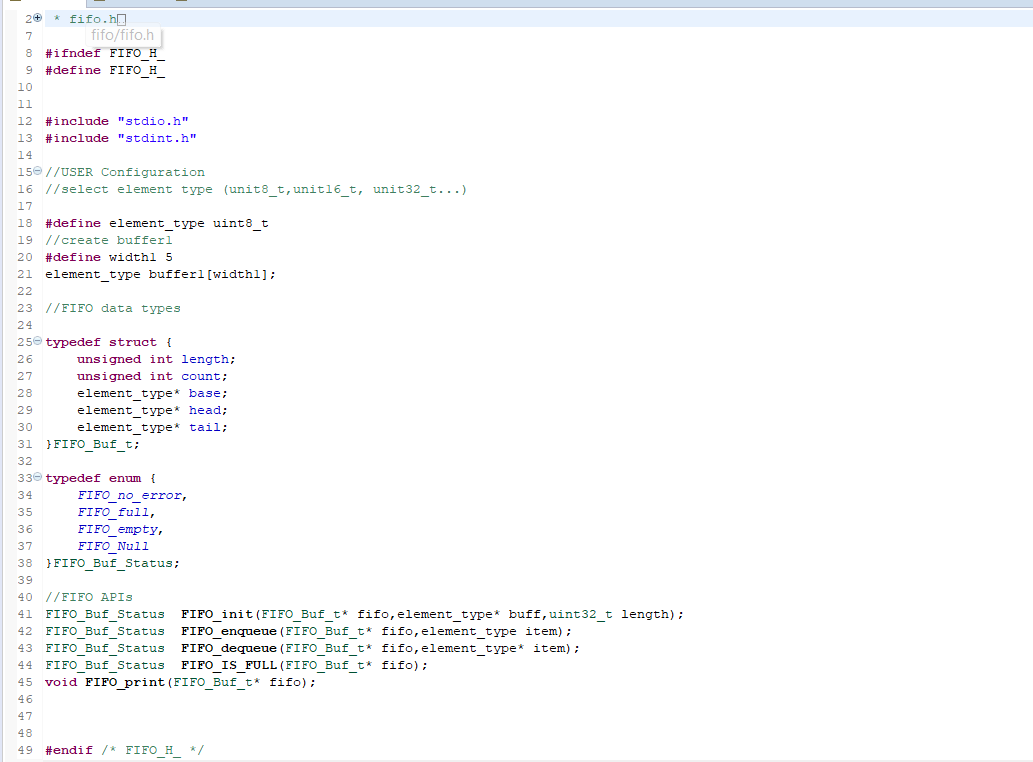 2 * fifo.h
fifo/fifo.h
7
8 #ifndef FIFO_H_
9 #define FIFO_H_
10
11
12 #include "stdio.h"
13 #include "stdint.h"
14
15 //USER Configuration
16 //select element type (unit8_t,unit16_t, unit32_t...)
17
18 #define element_type uint8_t
19 //create buffer1
20 #define width1 5
21 element_type buffer1[width1];
22
23 //FIFO data types
24
25 typedef struct {
26     unsigned int length;
27     unsigned int count;
28     element_type* base;
29     element_type* head;
30     element_type* tail;
31 }FIFO_Buf_t;
32
33 typedef enum {
34     FIFO_no_error,
35     FIFO_full,
36     FIFO_empty,
37     FIFO_Null
38 }FIFO_Buf_Status;
39
40 //FIFO APIs
41 FIFO_Buf_Status  FIFO_init(FIFO_Buf_t* fifo,element_type* buff,uint32_t length);
42 FIFO_Buf_Status  FIFO_enqueue(FIFO_Buf_t* fifo,element_type item);
43 FIFO_Buf_Status  FIFO_dequeue(FIFO_Buf_t* fifo,element_type* item);
44 FIFO_Buf_Status  FIFO_IS_FULL(FIFO_Buf_t* fifo);
45 void FIFO_print(FIFO_Buf_t* fifo);
46
47
48
49 #endif /* FIFO_H_ */